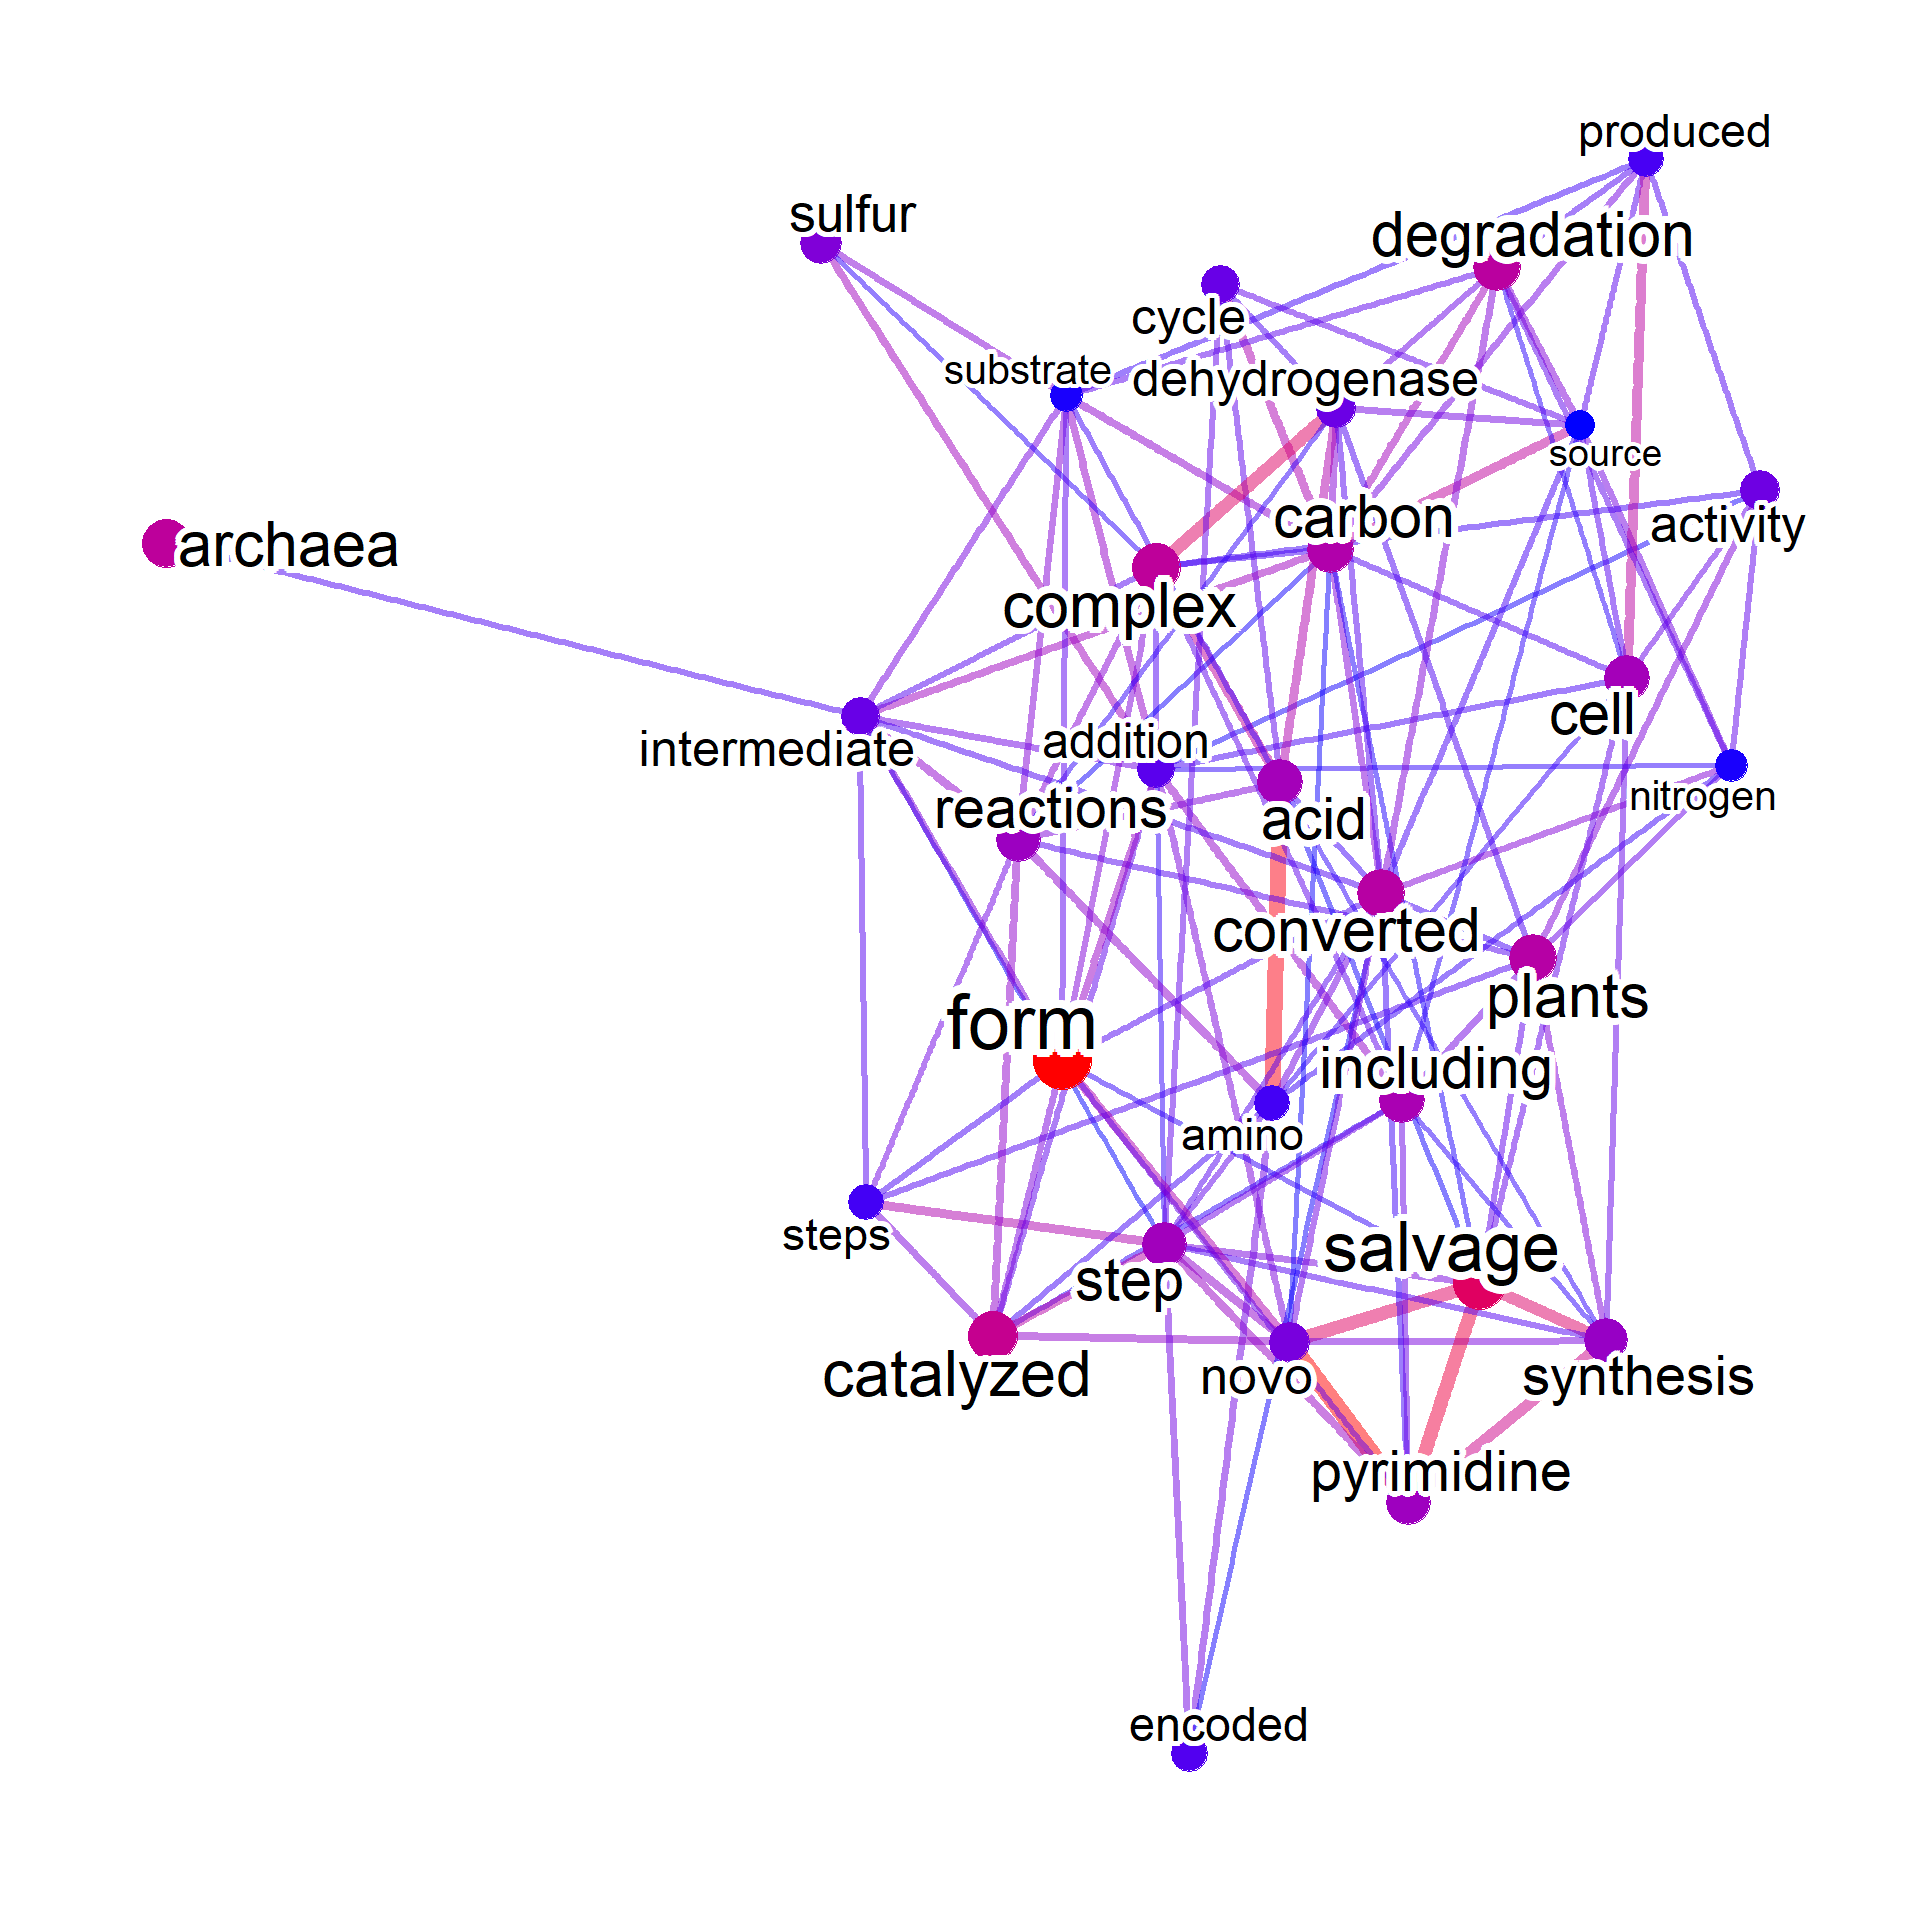 produced
sulfur
degradation
cycle
substrate
dehydrogenase
source
carbon
activity
archaea
complex
cell
intermediate
addition
nitrogen
reactions
acid
converted
plants
form
including
amino
steps
salvage
step
catalyzed
novo
synthesis
pyrimidine
encoded